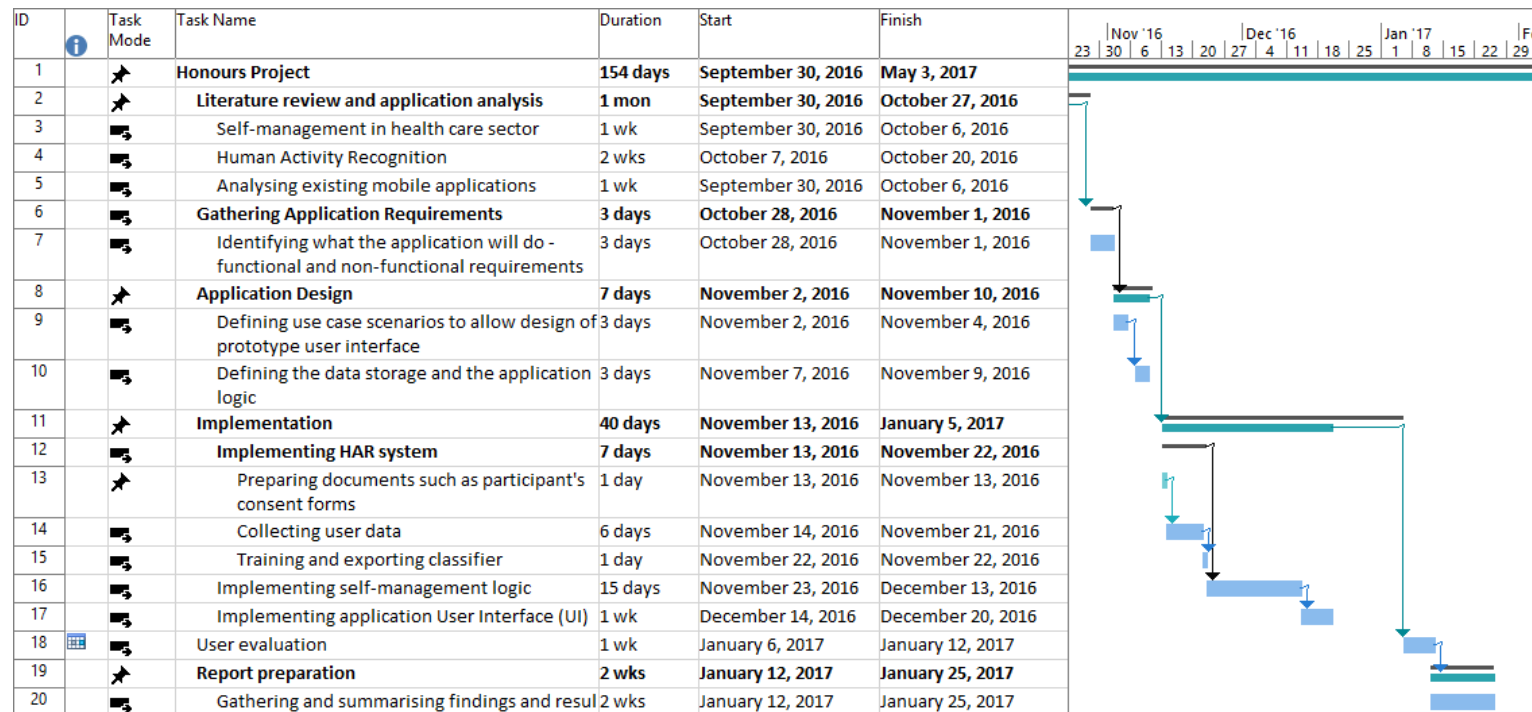 ID Task Mode Task Name Duration Start Finish
Nov '16 Dec '16 Jan '17 F
23 30 6 13 20 27 4 11 18 25 1 8 15 22 29
1 Honours Project 154 days September 30, 2016 May 3, 2017
2 Literature review and application analysis 1 mon September 30, 2016 October 27, 2016
3 Self-management in health care sector 1 wk September 30, 2016 October 6, 2016
4 Human Activity Recognition 2 wks October 7, 2016 October 20, 2016
5 Analysing existing mobile applications 1 wk September 30, 2016 October 6, 2016
6 Gathering Application Requirements 3 days October 28, 2016 November 1, 2016
7 Identifying what the application will do - 3 days October 28, 2016 November 1, 2016
functional and non-functional requirements
8 Application Design 7 days November 2, 2016 November 10, 2016
9 Defining use case scenarios to allow design of 3 days November 2, 2016 November 4, 2016
prototype user interface
10 Defining the data storage and the application 3 days November 7, 2016 November 9, 2016
logic
11 Implementation 40 days November 13, 2016 January 5, 2017
12 Implementing HAR system 7 days November 13, 2016 November 22, 2016
13 Preparing documents such as participant's 1 day November 13, 2016 November 13, 2016
consent forms
14 Collecting user data 6 days November 14, 2016 November 21, 2016
15 Training and exporting classifier 1 day November 22, 2016 November 22, 2016
16 Implementing self-management logic 15 days November 23, 2016 December 13, 2016
17 Implementing application User Interface (UI) 1 wk December 14, 2016 December 20, 2016
18 User evaluation 1 wk January 6, 2017 January 12, 2017
19 Report preparation 2 wks January 12, 2017 January 25, 2017
20 Gathering and summarising findings and resul 2 wks January 12, 2017 January 25, 2017